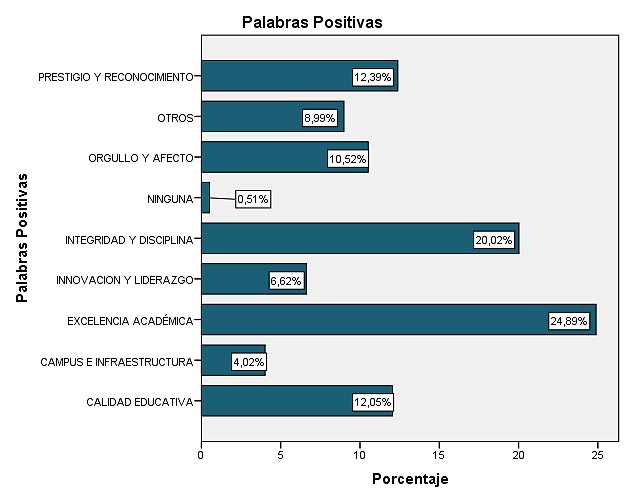 Palabras Positivas
Palabras Positivas
PRESTIGIO Y RECONOCIMIENTO 12,39%
OTROS 8,99%
ORGULLO Y AFECTO 10,52%
NINGUNA 0,51%
INTEGRIDAD Y DISCIPLINA 20,02%
INNOVACION Y LIDERAZGO 6,62%
EXCELENCIA ACADÉMICA 24,89%
CAMPUS E INFRAESTRUCTURA 4,02%
CALIDAD EDUCATIVA 12,05%
0 5 10 15 20 25
Porcentaje